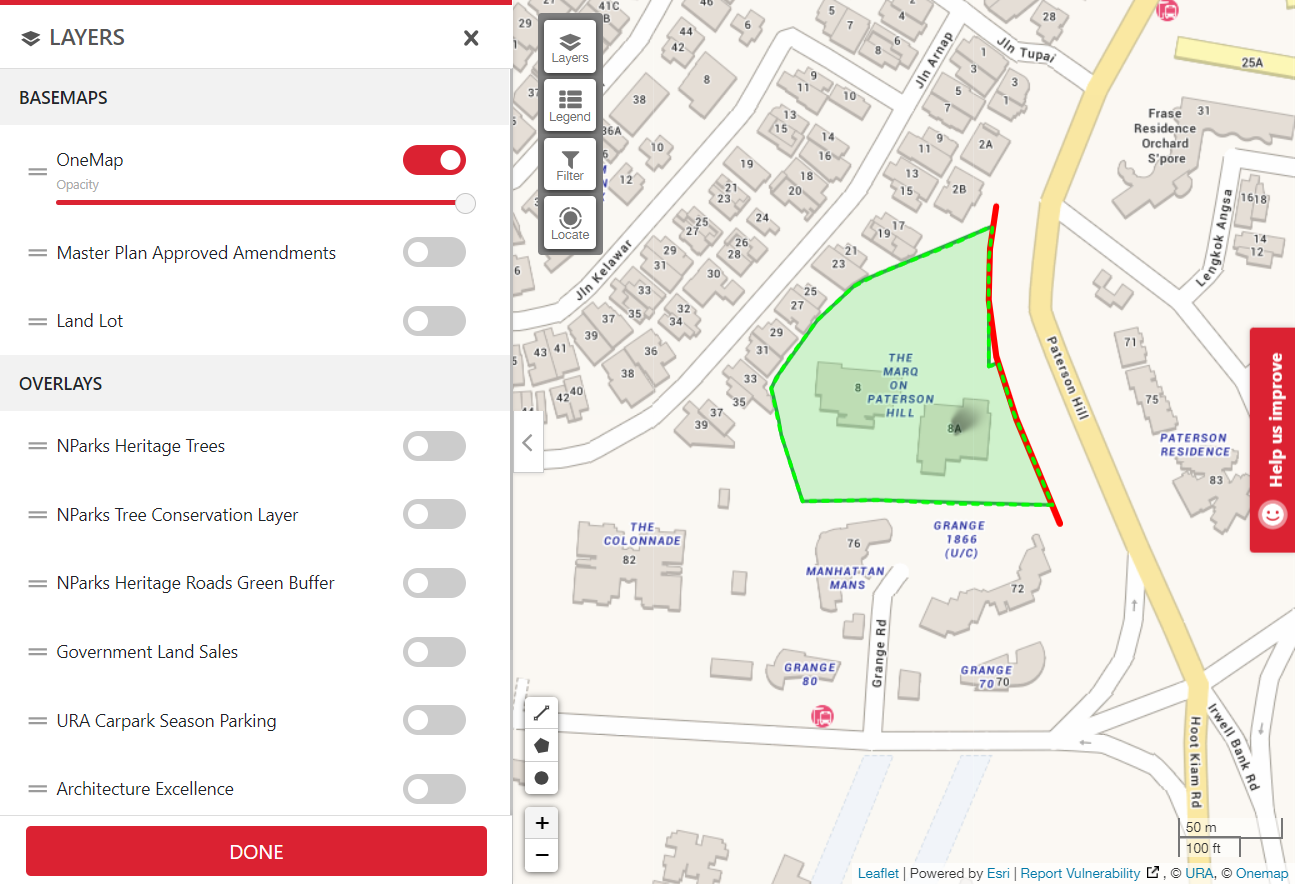 LAYERS
BASEMAPS
OneMap
Opacity
Master Plan Approved Amendments
Land Lot
OVERLAYS
NParks Heritage Trees
NParks Tree Conservation Layer
NParks Heritage Roads Green Buffer
Government Land Sales
URA Carpark Season Parking
Architecture Excellence
DONE
Layers
Legend
Filter
Locate
41C
46
6
44
42
8
38
36A
10
12
5
7
4
6
8
28
Jln Tupai
Jln Arnap
1
3
5
7
3
1
9
11
10
13
15
14
16
9
11
2A
13
15
2B
19
18
20
21
23
24
25
27
26
28
29
31
30
33
35
32
34
37
39
36
38
43
41
42
40
Jln Kelawar
17
19
21
23
25
27
29
31
33
35
37
39
25A
31
Frase
Residence
Orchard
S'pore
Lengkok Angsa
16
18
14
12
71
75
83
PATERSON
RESIDENCE
Paterson Hill
THE
MARQ
ON
PATERSON
HILL
8
8A
THE
COLONNADE
82
76
MANHATTAN
MANS
GRANGE
1866
(U/C)
72
GRANGE
80
GRANGE
70
70
Grange Rd
Hoot Kiam Rd
Irwell Bank Rd
Help us improve
+
−
50 m
100 ft
Leaflet | Powered by Esri | Report Vulnerability , © URA, © Onemap